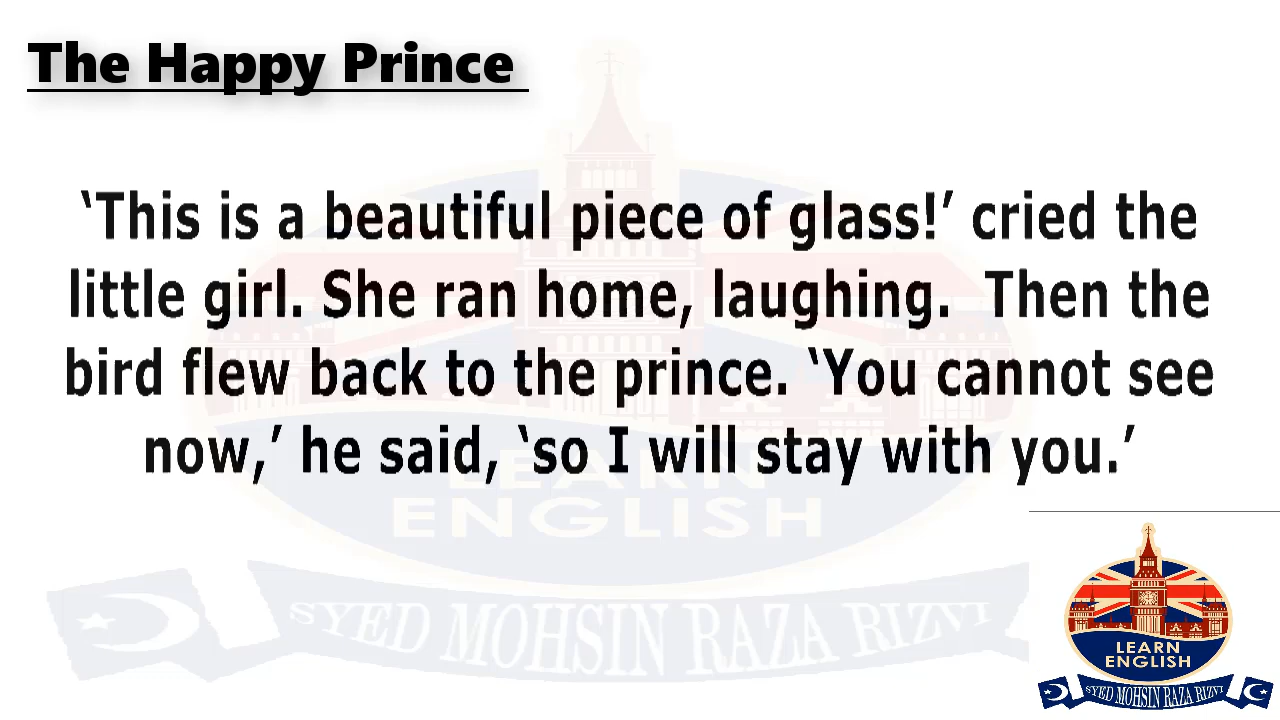 The Happy Prince
‘This is a beautiful piece of glass!’ cried the
little girl. She ran home, laughing.  Then the
bird flew back to the prince. ‘You cannot see
now,’ he said, ‘so I will stay with you.’
LEARN
ENGLISH
SYED MOHSIN RAZA RIZVI
LEARN
ENGLISH
SYED MOHSIN RAZA RIZVI